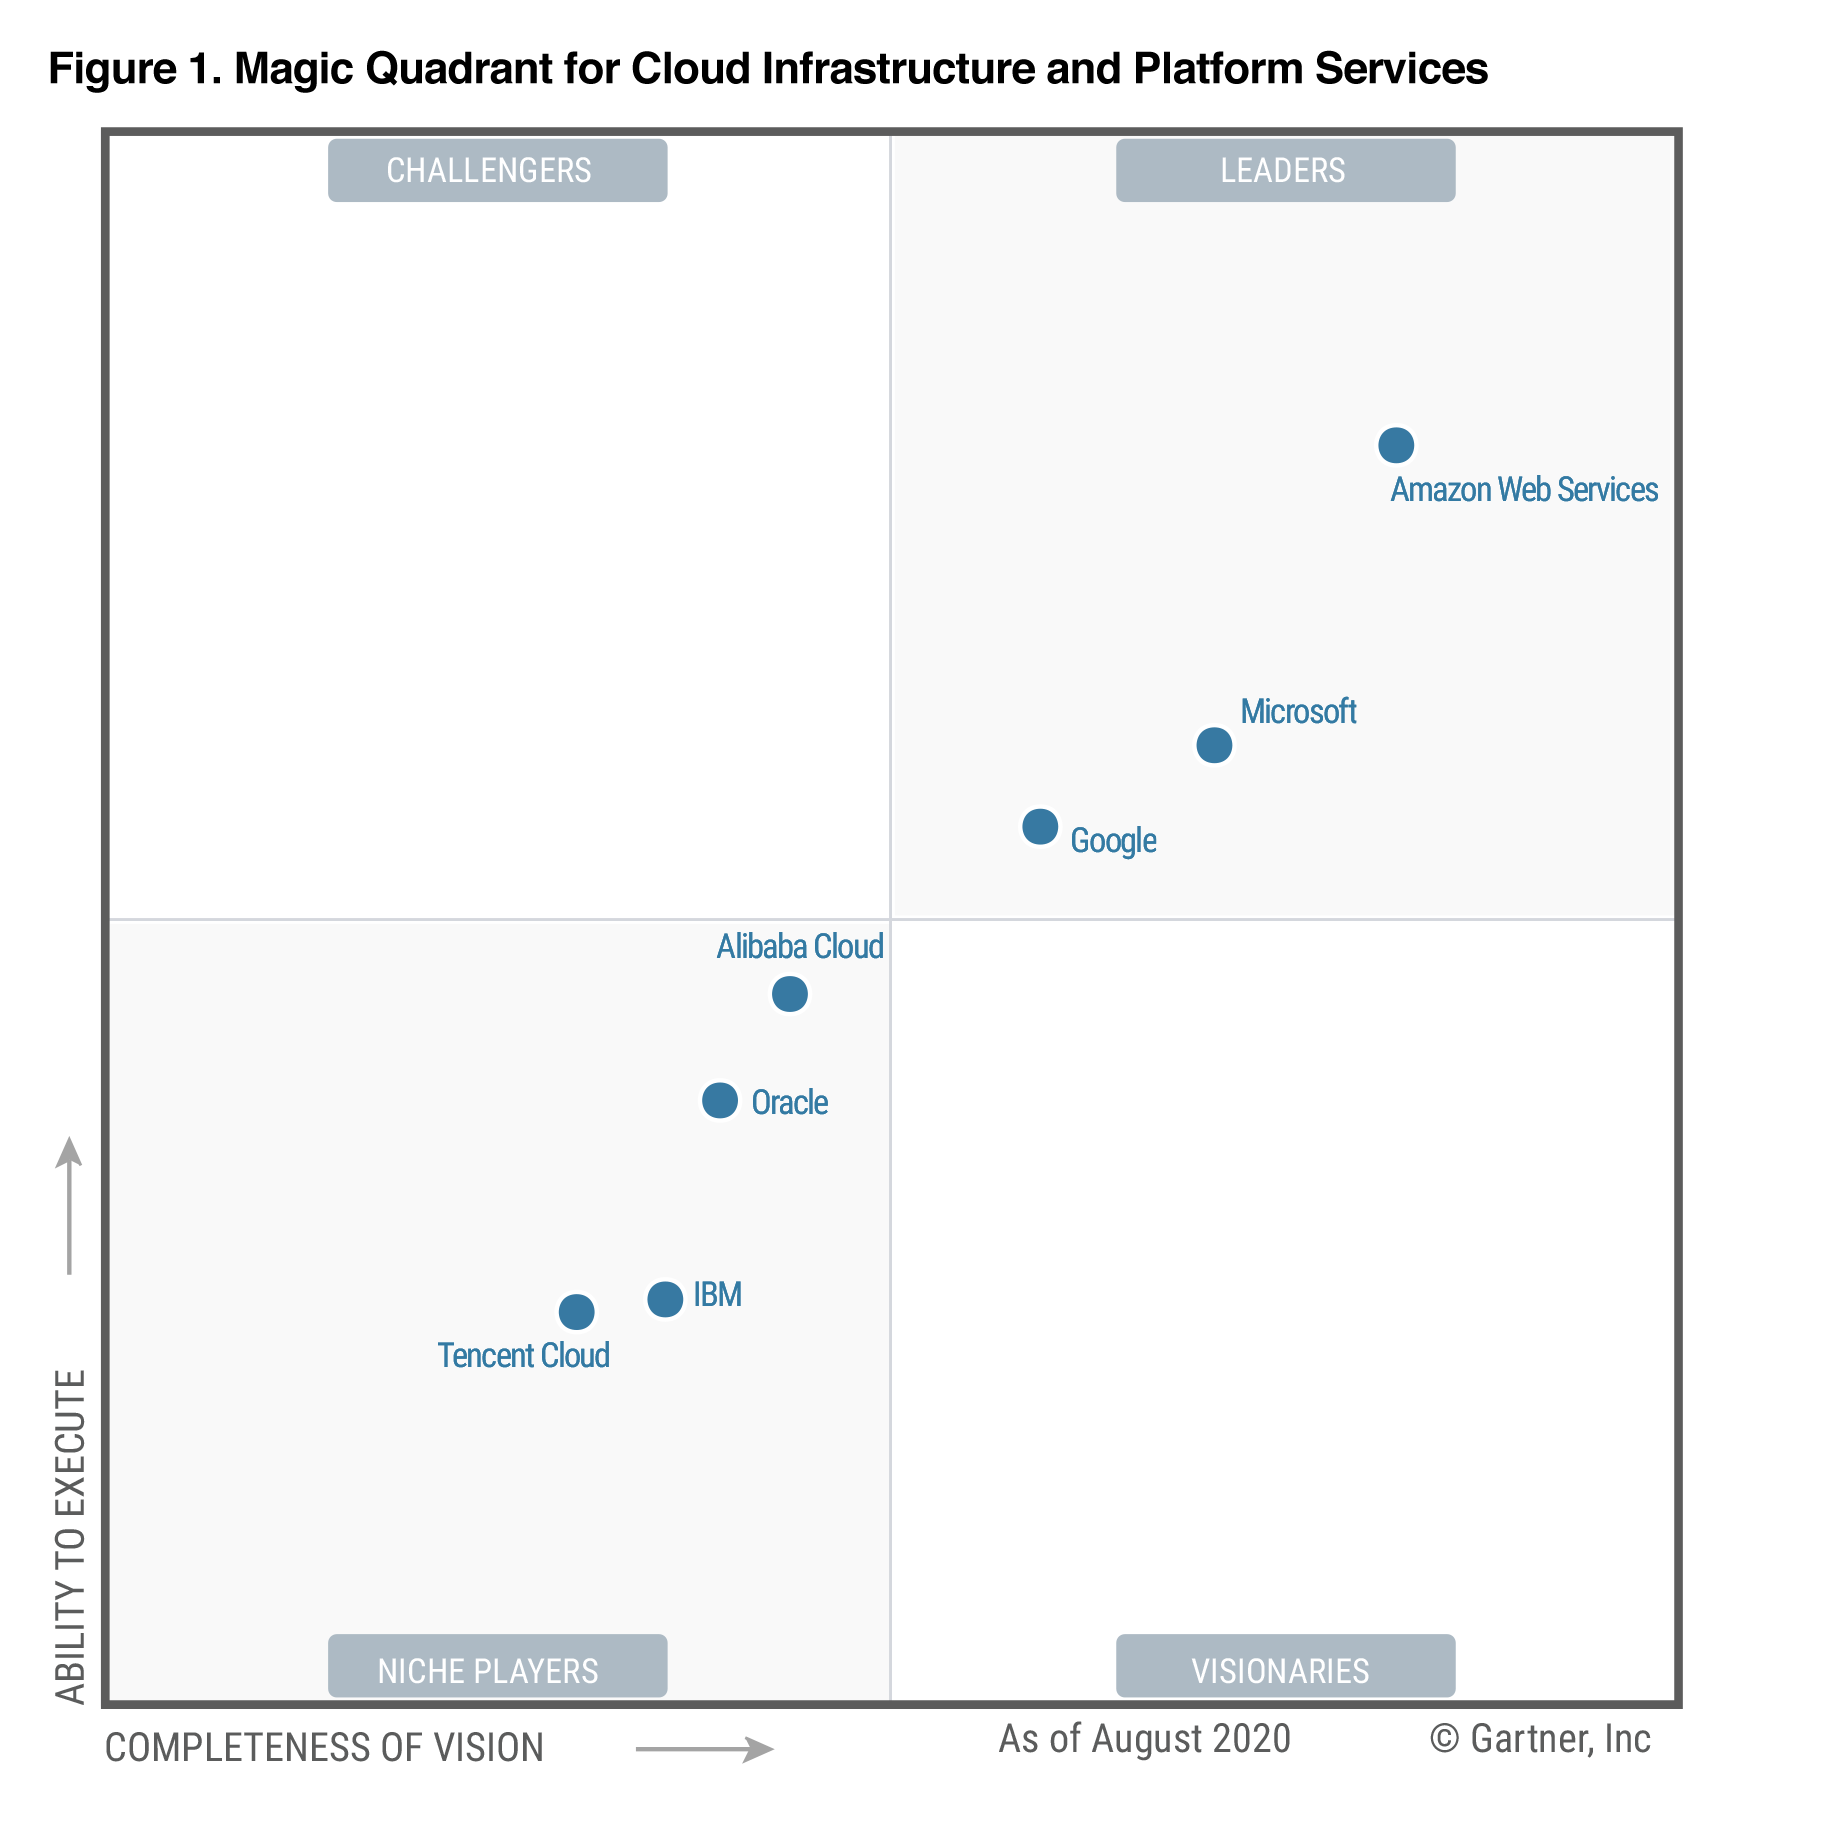 Figure 1. Magic Quadrant for Cloud Infrastructure and Platform Services
CHALLENGERS
LEADERS
Amazon Web Services
Microsoft
Google
Alibaba Cloud
Oracle
IBM
Tencent Cloud
ABILITY TO EXECUTE
NICHE PLAYERS
VISIONARIES
COMPLETENESS OF VISION
As of August 2020
© Gartner, Inc